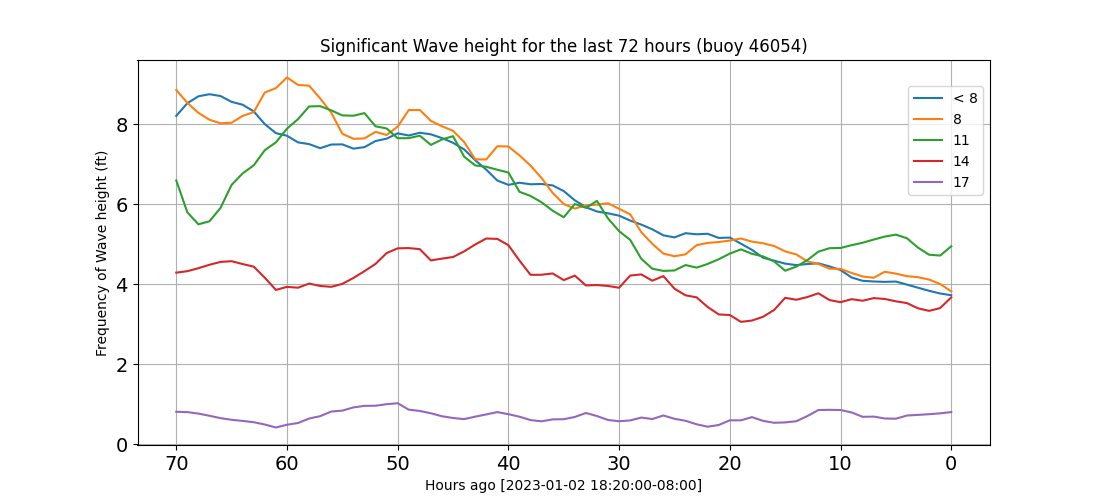 Significant Wave height for the last 72 hours (buoy 46054)
Frequency of Wave height (ft)
8
6
4
2
0
< 8
8
11
14
17
70 60 50 40 30 20 10 0
Hours ago [2023-01-02 18:20:00-08:00]